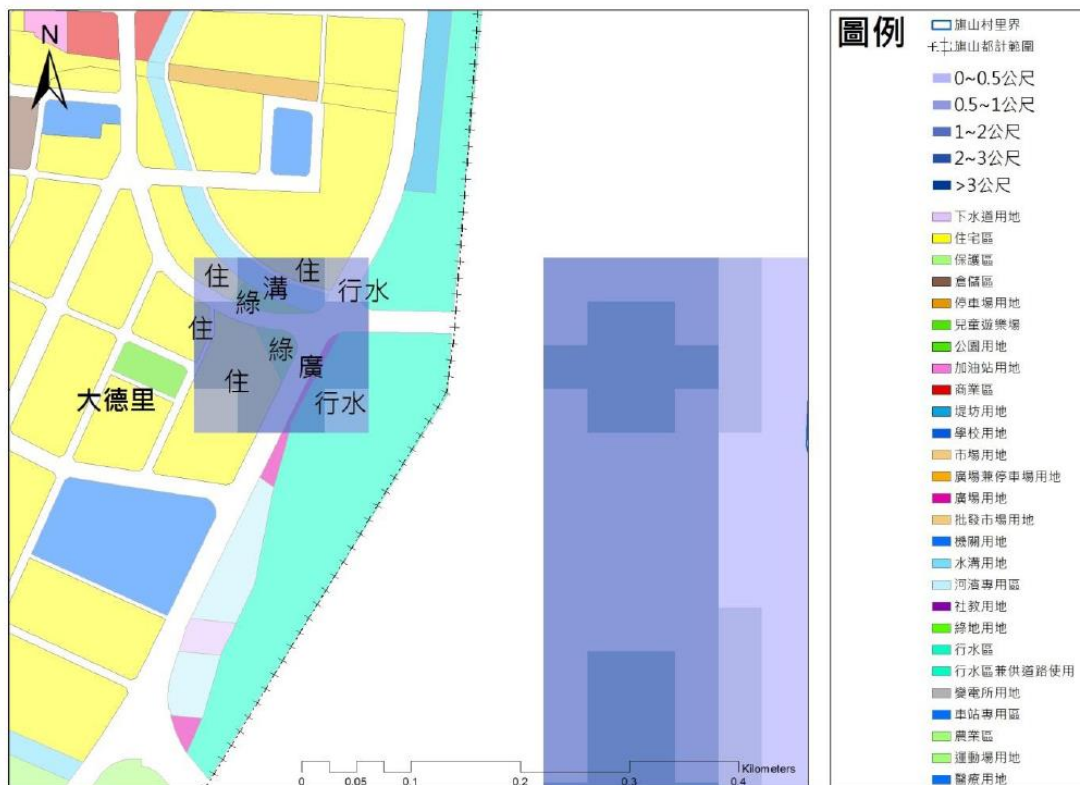 N
住
住
溝
綠
行水
住
綠
廣
住
行水
大德里
0
0.05
0.1
0.2
0.3
0.4
Kilometers
圖例
旗山村里界
旗山都計範圍
0~0.5公尺
0.5~1公尺
1~2公尺
2~3公尺
>3公尺
下水道用地
住宅區
保護區
倉儲區
停車場用地
兒童遊樂場
公園用地
加油站用地
商業區
堤坊用地
學校用地
市場用地
廣場兼停車場用地
廣場用地
批發市場用地
機關用地
水溝用地
河濱專用區
社教用地
綠地用地
行水區
行水區兼供道路使用
變電所用地
車站專用區
農業區
運動場用地
醫療用地